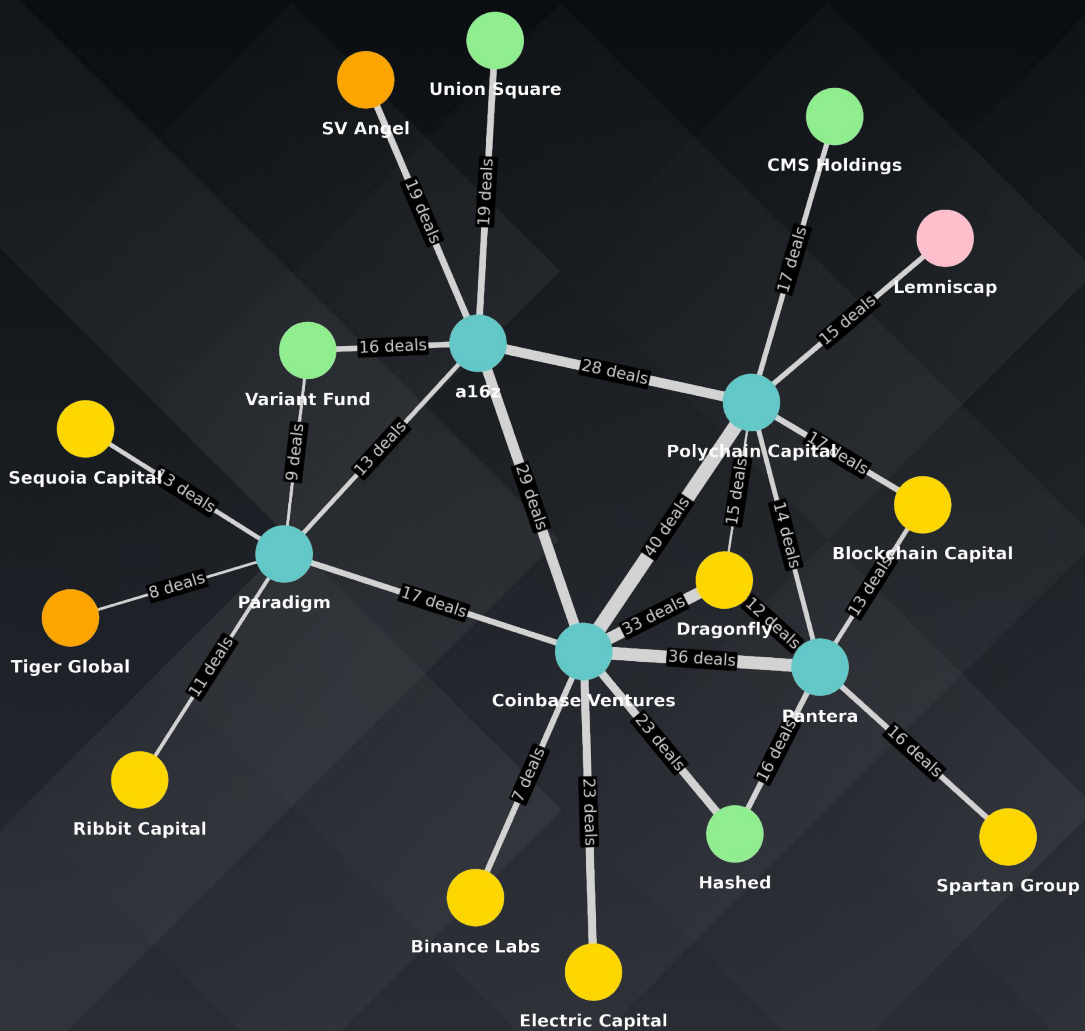 Union Square
SV Angel
CMS Holdings
19 deals
19 deals
17 deals
Lemniscap
15 deals
16 deals
28 deals
a16z
Variant Fund
13 deals
9 deals
Polychain Capital
17 deals
Sequoia Capital
13 deals
29 deals
15 deals
40 deals
14 deals
Blockchain Capital
8 deals
Paradigm
17 deals
13 deals
33 deals
12 deals
Dragonfly
36 deals
Tiger Global
11 deals
Coinbase Ventures
Pantera
23 deals
16 deals
16 deals
7 deals
23 deals
Ribbit Capital
Hashed
Spartan Group
Binance Labs
Electric Capital